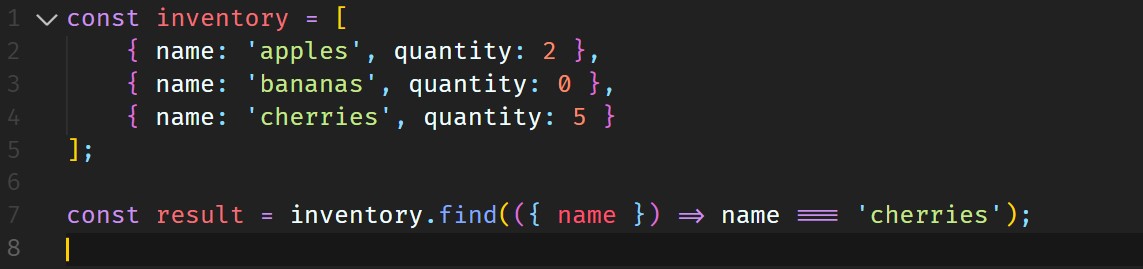 1 const inventory = [
2     { name: 'apples', quantity: 2 },
3     { name: 'bananas', quantity: 0 },
4     { name: 'cherries', quantity: 5 }
5 ];
6
7 const result = inventory.find(({ name }) => name === 'cherries');
8